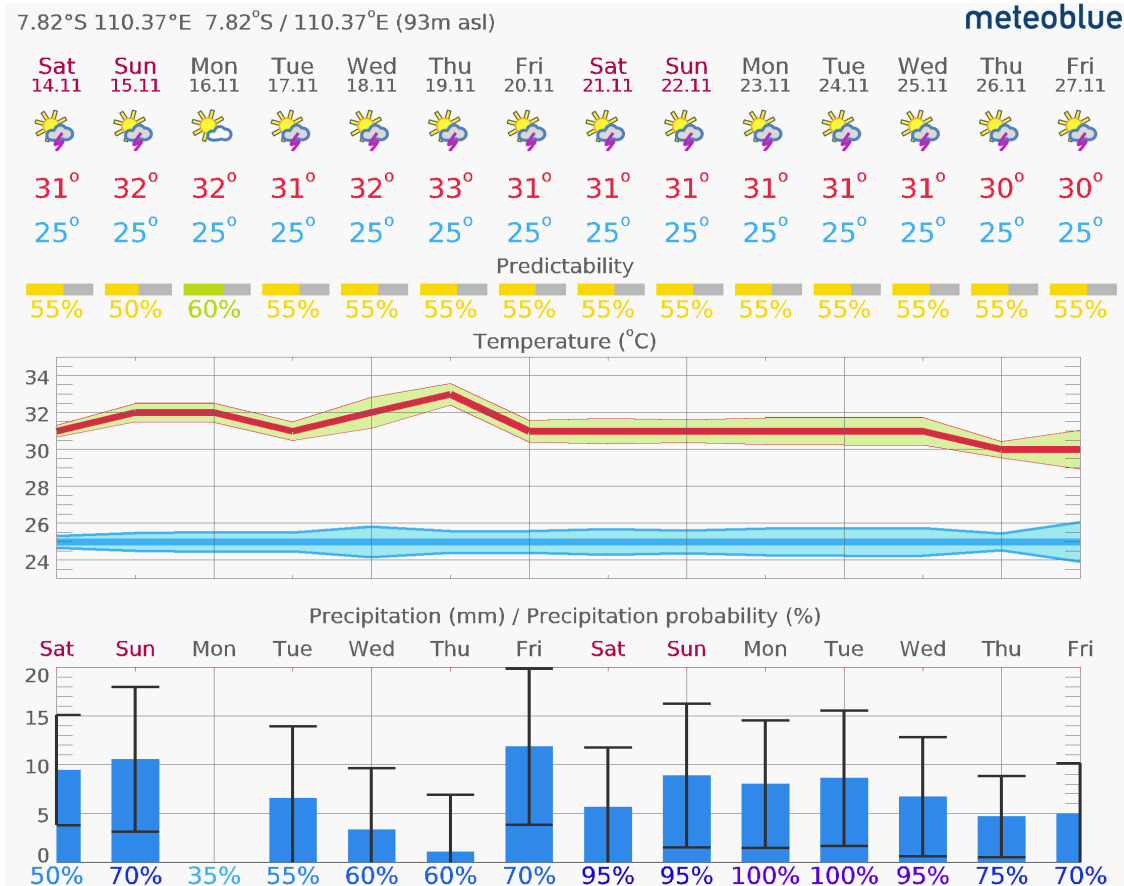 7.82°S 110.37°E 7.82°S / 110.37°E (93m asl)
meteoblue
Sat Sun Mon Tue Wed Thu Fri Sat Sun Mon Tue Wed Thu Fri
14.11 15.11 16.11 17.11 18.11 19.11 20.11 21.11 22.11 23.11 24.11 25.11 26.11 27.11
31° 32° 32° 31° 32° 33° 31° 31° 31° 31° 31° 31° 30° 30°
25° 25° 25° 25° 25° 25° 25° 25° 25° 25° 25° 25° 25° 25°
Predictability
55% 50% 60% 55% 55% 55% 55% 55% 55% 55% 55% 55% 55% 55%
Temperature (°C)
34
32
30
28
26
24
Precipitation (mm) / Precipitation probability (%)
Sat Sun Mon Tue Wed Thu Fri Sat Sun Mon Tue Wed Thu Fri
20
15
10
5
0
50% 70% 35% 55% 60% 60% 70% 95% 95% 100% 100% 95% 75% 70%